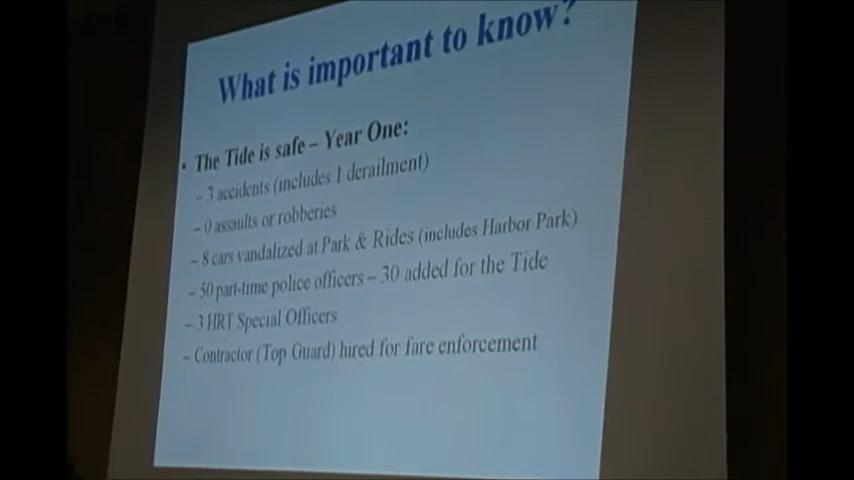 What is important to know?
• The Tide is safe – Year One:
– 3 accidents (includes 1 derailment)
– 0 assaults or robberies
– 8 cars vandalized at Park & Rides (includes Harbor Park)
– 50 part-time police officers – 30 added for the Tide
– 3 HRT Special Officers
– Contractor (Top Guard) hired for fare enforcement